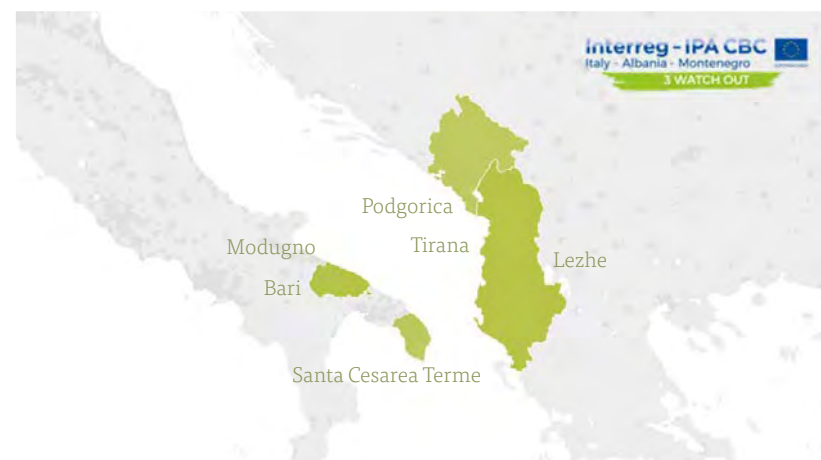 Interreg - IPA CBC
Italy - Albania - Montenegro
3 WATCH OUT
Podgorica
Modugno
Tirana
Lezhe
Bari
Santa Cesarea Terme